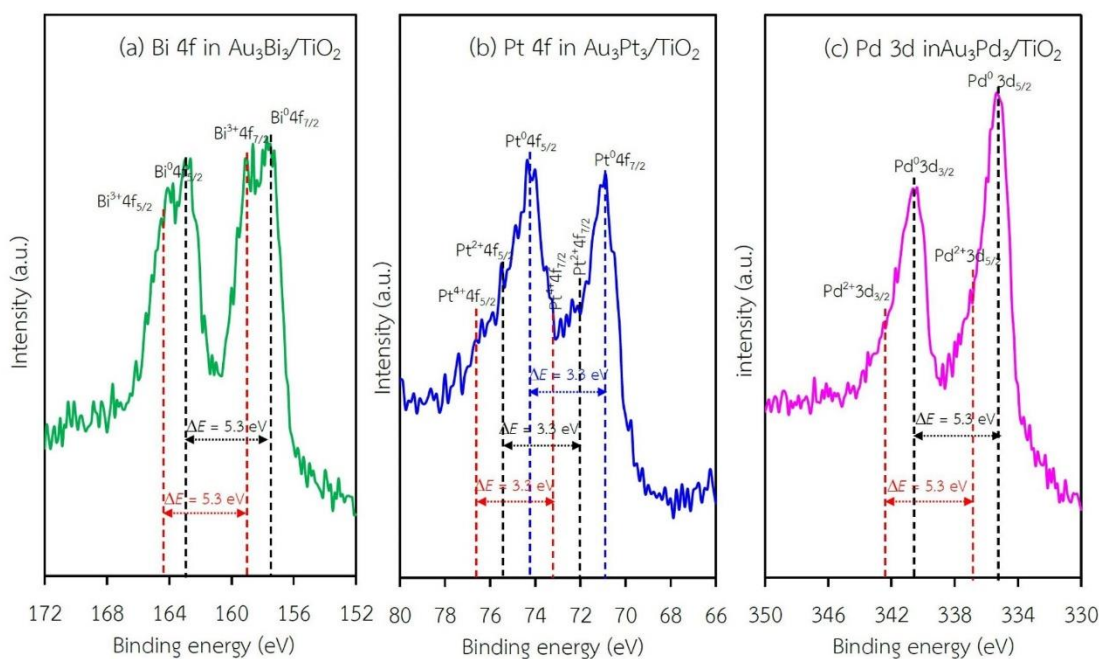 (a) Bi 4f in Au₃Bi₃/TiO₂
Bi⁰4f₇/₂
Bi³⁺4f₇/₂
Bi⁰4f₅/₂
Bi³⁺4f₅/₂
ΔE = 5.3 eV
ΔE = 5.3 eV
Intensity (a.u.)
172 168 164 160 156 152
Binding energy (eV)
(b) Pt 4f in Au₃Pt₃/TiO₂
Pt⁰4f₅/₂
Pt⁰4f₇/₂
Pt²⁺4f₅/₂
Pt²⁺4f₇/₂
Pt⁴⁺4f₅/₂
Pt⁴⁺4f₇/₂
ΔE = 3.3 eV
ΔE = 3.3 eV
ΔE = 3.3 eV
Intensity (a.u.)
80 78 76 74 72 70 68 66
Binding energy (eV)
(c) Pd 3d inAu₃Pd₃/TiO₂
Pd⁰ 3d₅/₂
Pd⁰3d₃/₂
Pd²⁺3d₅/₂
Pd²⁺3d₃/₂
ΔE = 5.3 eV
ΔE = 5.3 eV
intensity (a.u.)
350 346 342 338 334 330
Binding energy (eV)